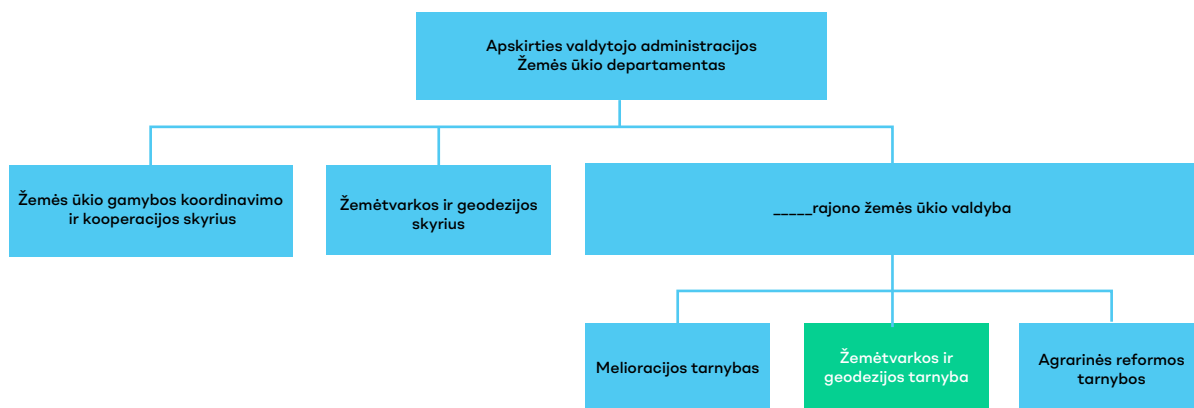 Apskirties valdytojo administracijos
Žemės ūkio departamentas
Žemės ūkio gamybos koordinavimo
ir kooperacijos skyrius
Žemėtvarkos ir geodezijos
skyrius
_____rajono žemės ūkio valdyba
Melioracijos tarnybas
Žemėtvarkos ir
geodezijos tarnyba
Agrarinės reformos
tarnybos